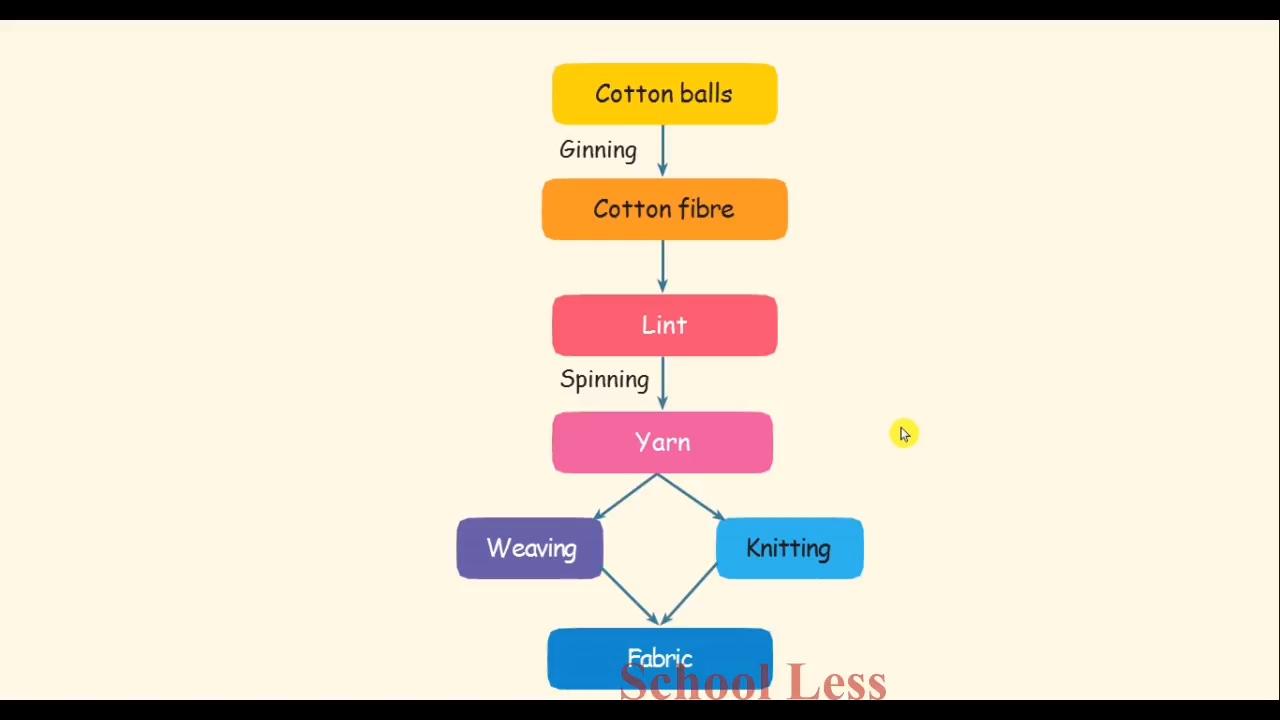 Cotton balls
Ginning
Cotton fibre
Lint
Spinning
Yarn
Weaving
Knitting
Fabric
School Less